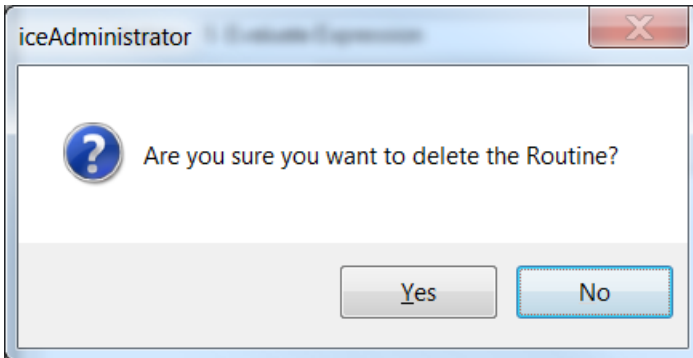 iceAdministrator
Are you sure you want to delete the Routine?
Yes
No